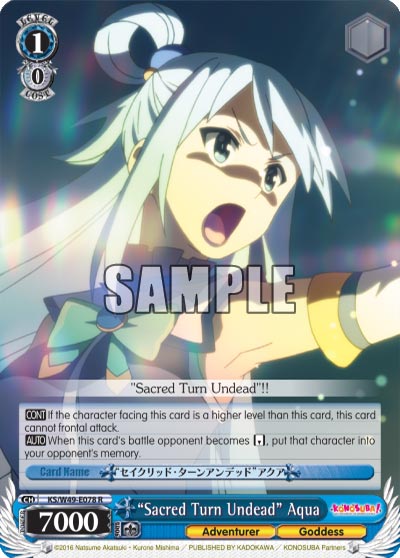 LEVEL
1
0
COST
SAMPLE
"Sacred Turn Undead"!!
CONT If the character facing this card is a higher level than this card, this card
cannot frontal attack.
AUTO When this card's battle opponent becomes [ ], put that character into
your opponent's memory.
Card Name
“セイクリッド・ターンアンデッド”アクア
CH KS/W49-E078 R
POWER
7000
SOUL
“Sacred Turn Undead” Aqua
KONOSUBA!
Adventurer
Goddess
©2016 Natsume Akatsuki・Kurone Mishima / PUBLISHED BY KADOKAWA / KONOSUBA Partners